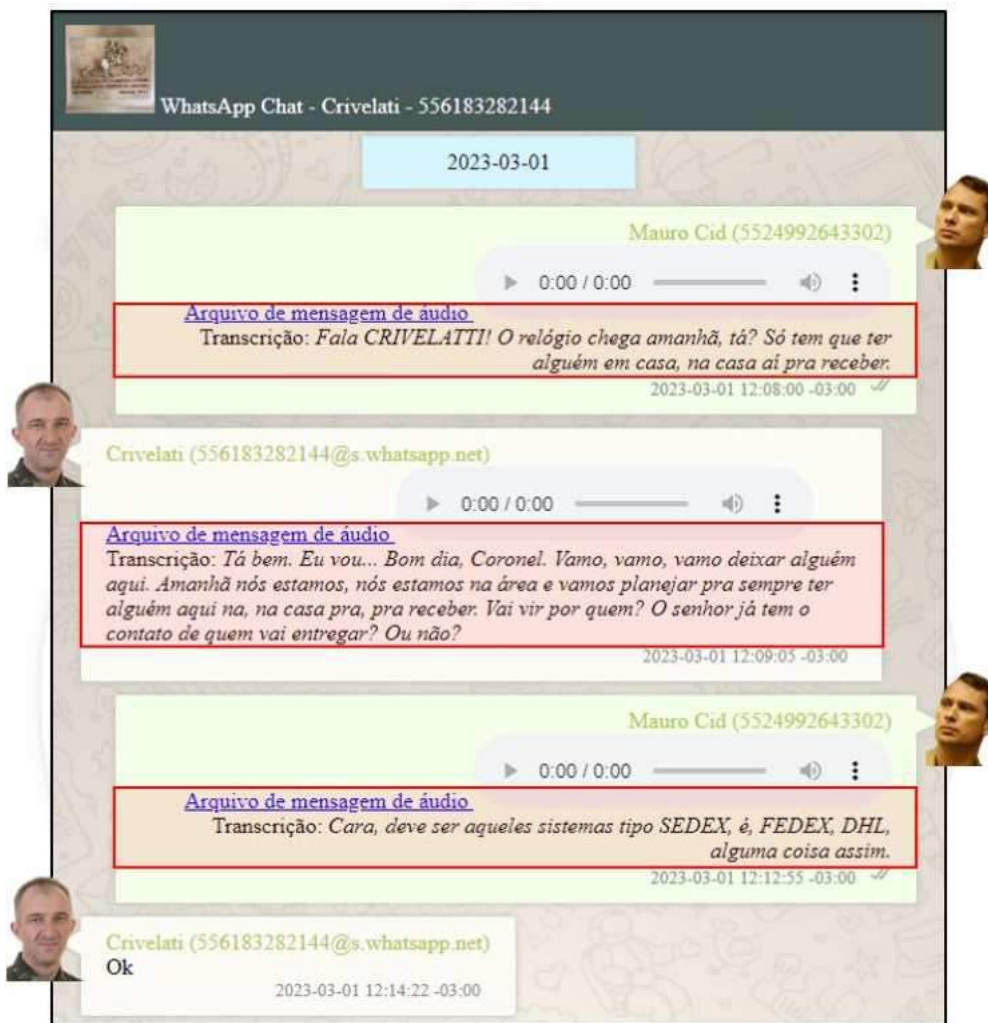 WhatsApp Chat - Crivelati - 556183282144
2023-03-01
Mauro Cid (5524992643302)
0:00 / 0:00
Arquivo de mensagem de áudio
Transcrição: Fala CRIVELATTI! O relógio chega amanhã, tá? Só tem que ter
alguém em casa, na casa aí pra receber.
2023-03-01 12:08:00 -03:00
Crivelati (556183282144@s.whatsapp.net)
0:00 / 0:00
Arquivo de mensagem de áudio
Transcrição: Tá bem. Eu vou... Bom dia, Coronel. Vamo, vamo, vamo deixar alguém
aqui. Amanhã nós estamos, nós estamos na área e vamos planejar pra sempre ter
alguém aqui na, na casa pra, pra receber. Vai vir por quem? O senhor já tem o
contato de quem vai entregar? Ou não?
2023-03-01 12:09:05 -03:00
Mauro Cid (5524992643302)
0:00 / 0:00
Arquivo de mensagem de áudio
Transcrição: Cara, deve ser aqueles sistemas tipo SEDEX, é, FEDEX, DHL,
alguma coisa assim.
2023-03-01 12:12:55 -03:00
Crivelati (556183282144@s.whatsapp.net)
Ok
2023-03-01 12:14:22 -03:00